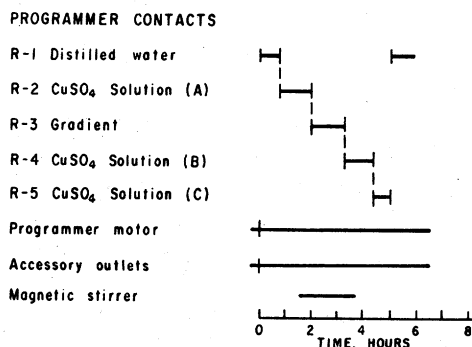 PROGRAMMER CONTACTS
R-1 Distilled water
R-2 CuSO₄ Solution (A)
R-3 Gradient
R-4 CuSO₄ Solution (B)
R-5 CuSO₄ Solution (C)
Programmer motor
Accessory outlets
Magnetic stirrer
0 2 4 6 8
TIME, HOURS